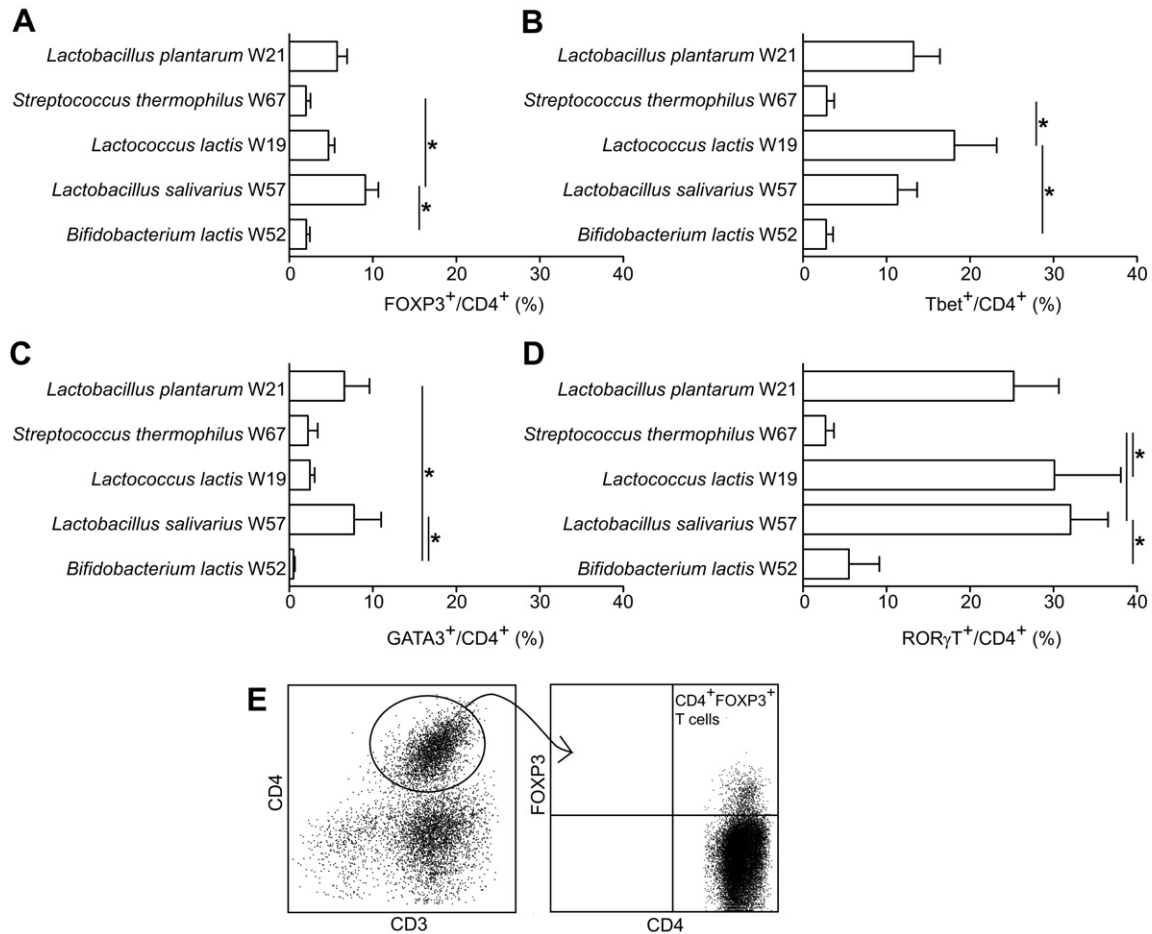 A
Lactobacillus plantarum W21
Streptococcus thermophilus W67
Lactococcus lactis W19
Lactobacillus salivarius W57
Bifidobacterium lactis W52
*
*
0 10 20 30 40
FOXP3⁺/CD4⁺ (%)
B
Lactobacillus plantarum W21
Streptococcus thermophilus W67
Lactococcus lactis W19
Lactobacillus salivarius W57
Bifidobacterium lactis W52
*
*
0 10 20 30 40
Tbet⁺/CD4⁺ (%)
C
Lactobacillus plantarum W21
Streptococcus thermophilus W67
Lactococcus lactis W19
Lactobacillus salivarius W57
Bifidobacterium lactis W52
*
*
0 10 20 30 40
GATA3⁺/CD4⁺ (%)
D
Lactobacillus plantarum W21
Streptococcus thermophilus W67
Lactococcus lactis W19
Lactobacillus salivarius W57
Bifidobacterium lactis W52
*
*
0 10 20 30 40
RORγT⁺/CD4⁺ (%)
E
CD4
CD3
FOXP3
CD4⁺FOXP3⁺
T cells
CD4